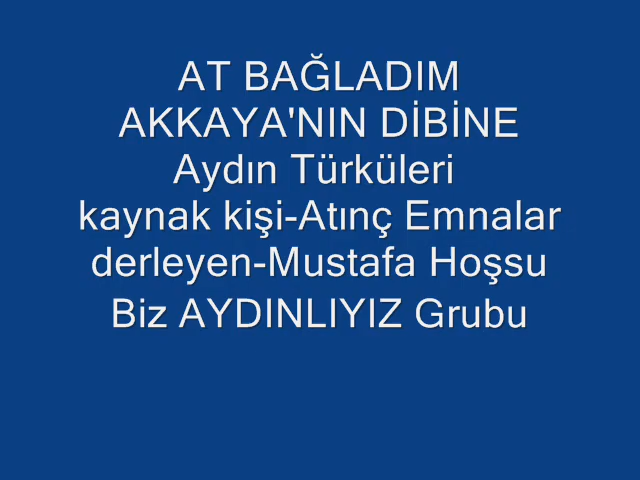 AT BAĞLADIM
AKKAYA'NIN DİBİNE
Aydın Türküleri
kaynak kişi-Atınç Emnalar
derleyen-Mustafa Hoşsu
Biz AYDINLIYIZ Grubu